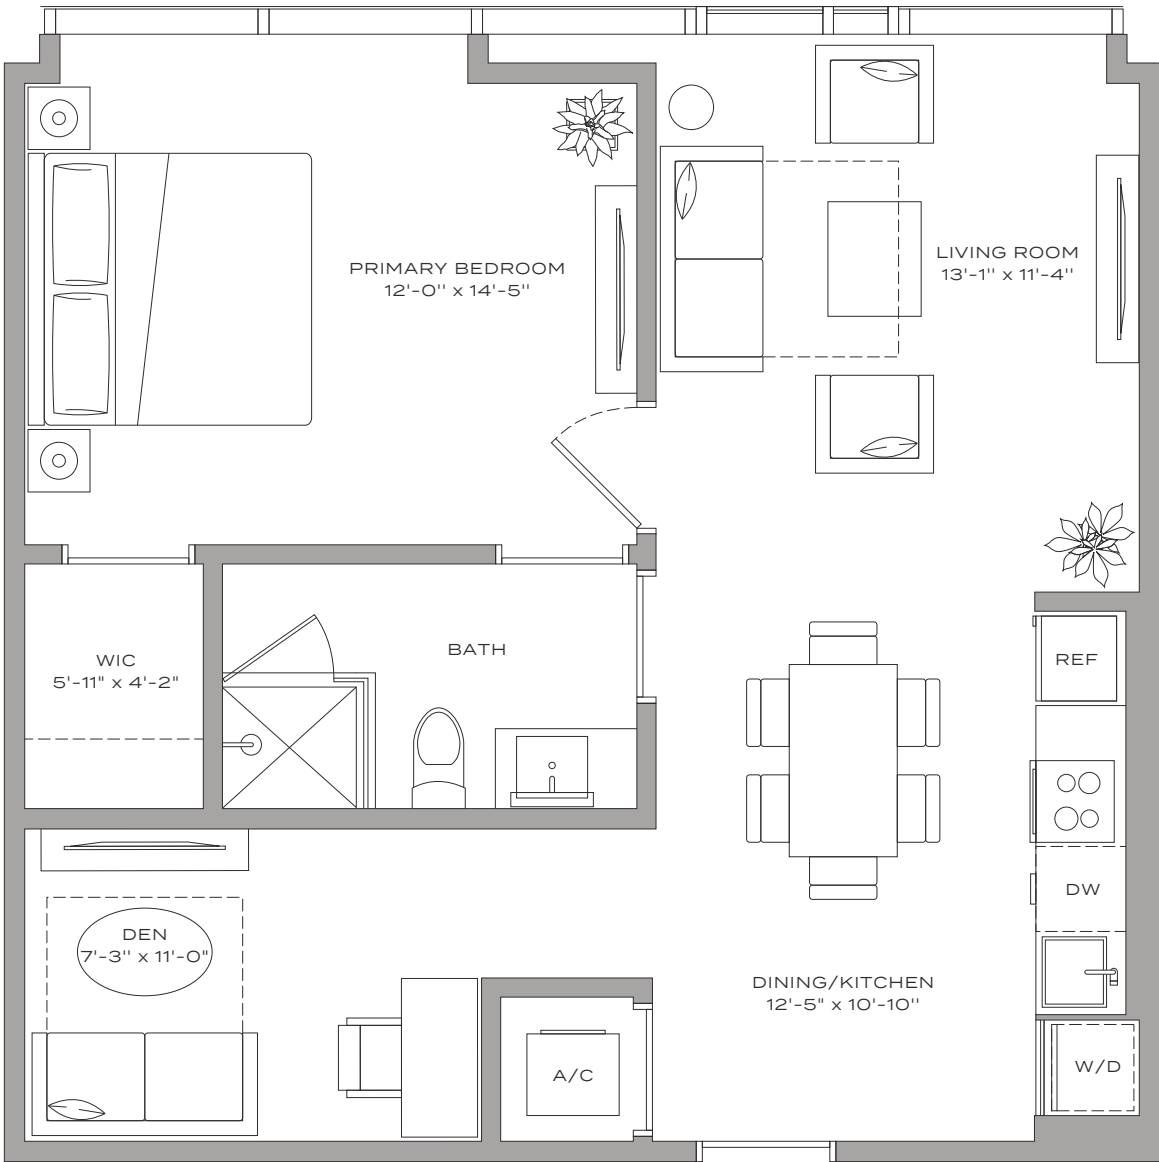 PRIMARY BEDROOM
12'-0'' x 14'-5''
LIVING ROOM
13'-1'' x 11'-4''
WIC
5'-11" x 4'-2"
BATH
REF
DW
DEN
7'-3'' x 11'-0"
DINING/KITCHEN
12'-5" x 10'-10''
A/C
W/D